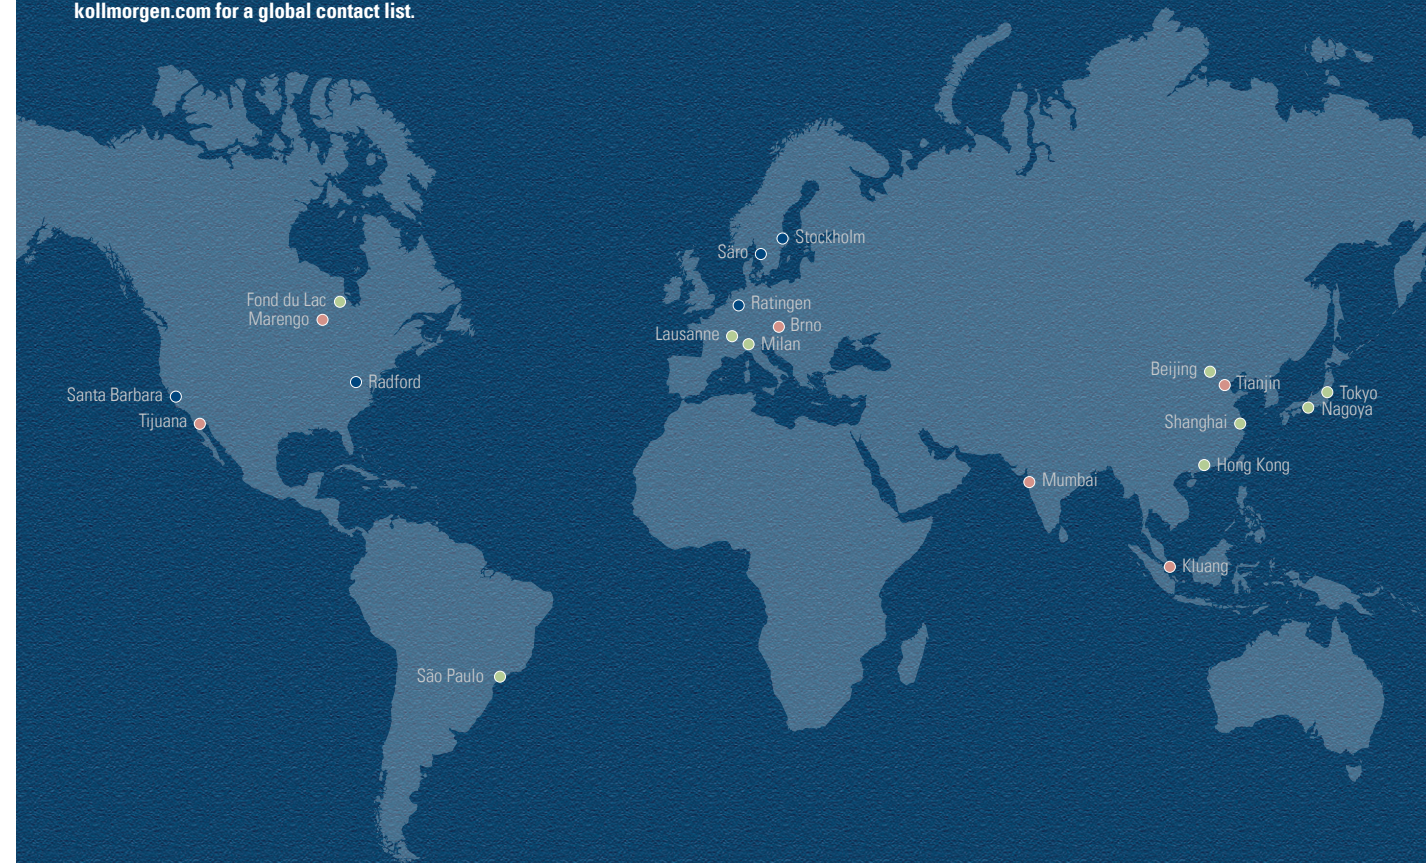 kollmorgen.com for a global contact list.
Stockholm
Säro
Fond du Lac
Marengo
Ratingen
Brno
Lausanne
Milan
Santa Barbara
Radford
Tijuana
Beijing
Tianjin
Tokyo
Nagoya
Shanghai
Hong Kong
Mumbai
Kluang
São Paulo